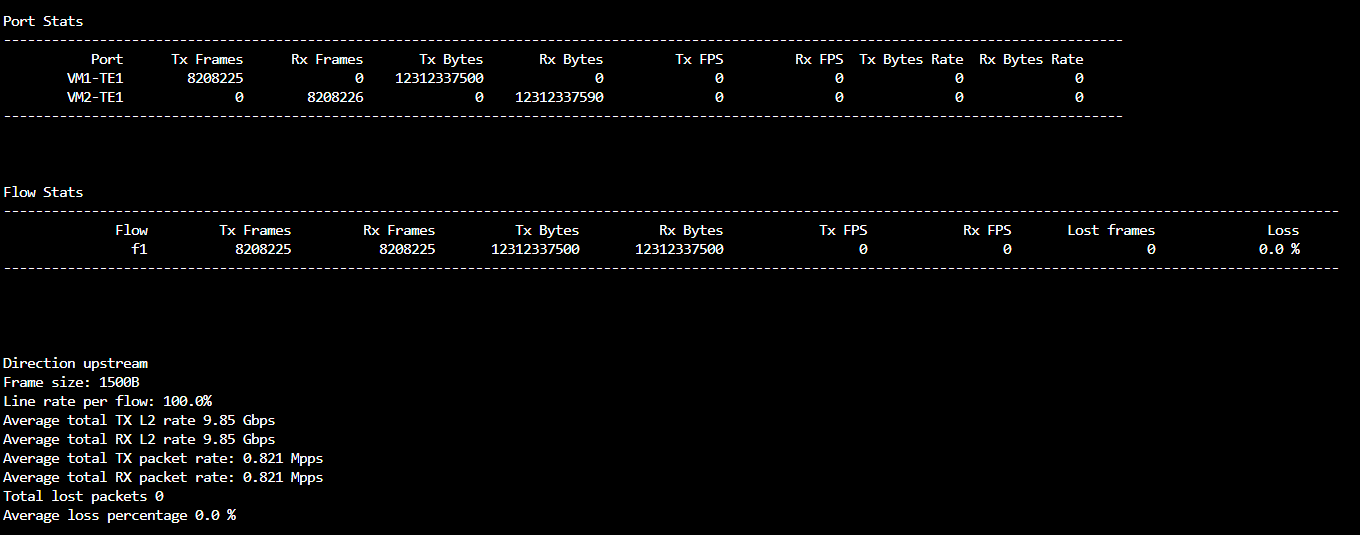 Port Stats
--------------------------------------------------------------------------------------------------------------------------------------------
Port Tx Frames Rx Frames Tx Bytes Rx Bytes Tx FPS Rx FPS Tx Bytes Rate Rx Bytes Rate
VM1-TE1 8208225 0 12312337500 0 0 0 0 0
VM2-TE1 0 8208226 0 12312337590 0 0 0 0
--------------------------------------------------------------------------------------------------------------------------------------------
Flow Stats
-----------------------------------------------------------------------------------------------------------------------------------------------------------------------
Flow Tx Frames Rx Frames Tx Bytes Rx Bytes Tx FPS Rx FPS Lost frames Loss
f1 8208225 8208225 12312337500 12312337500 0 0 0 0.0 %
-----------------------------------------------------------------------------------------------------------------------------------------------------------------------
Direction upstream
Frame size: 1500B
Line rate per flow: 100.0%
Average total TX L2 rate 9.85 Gbps
Average total RX L2 rate 9.85 Gbps
Average total TX packet rate: 0.821 Mpps
Average total RX packet rate: 0.821 Mpps
Total lost packets 0
Average loss percentage 0.0 %